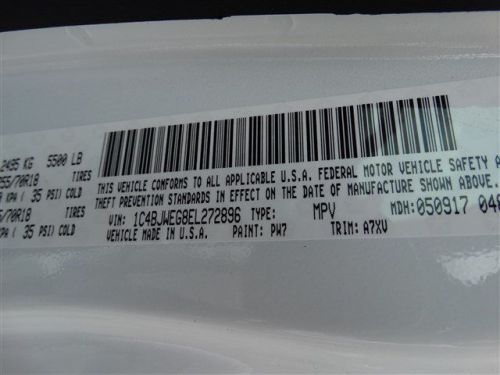 2495 KG 5500 LB
55/70R18 TIRES
KPA ( 35 PSI) COLD
5/70R18 TIRES
KPA ( 35 PSI) COLD
THIS VEHICLE CONFORMS TO ALL APPLICABLE U.S.A. FEDERAL MOTOR VEHICLE SAFETY A
THEFT PREVENTION STANDARDS IN EFFECT ON THE DATE OF MANUFACTURE SHOWN ABOVE.
VIN: 1C4BJWEG8EL272896 TYPE: MPV MDH: 050917 048
VEHICLE MADE IN U.S.A. PAINT: PW7 TRIM: A7XV